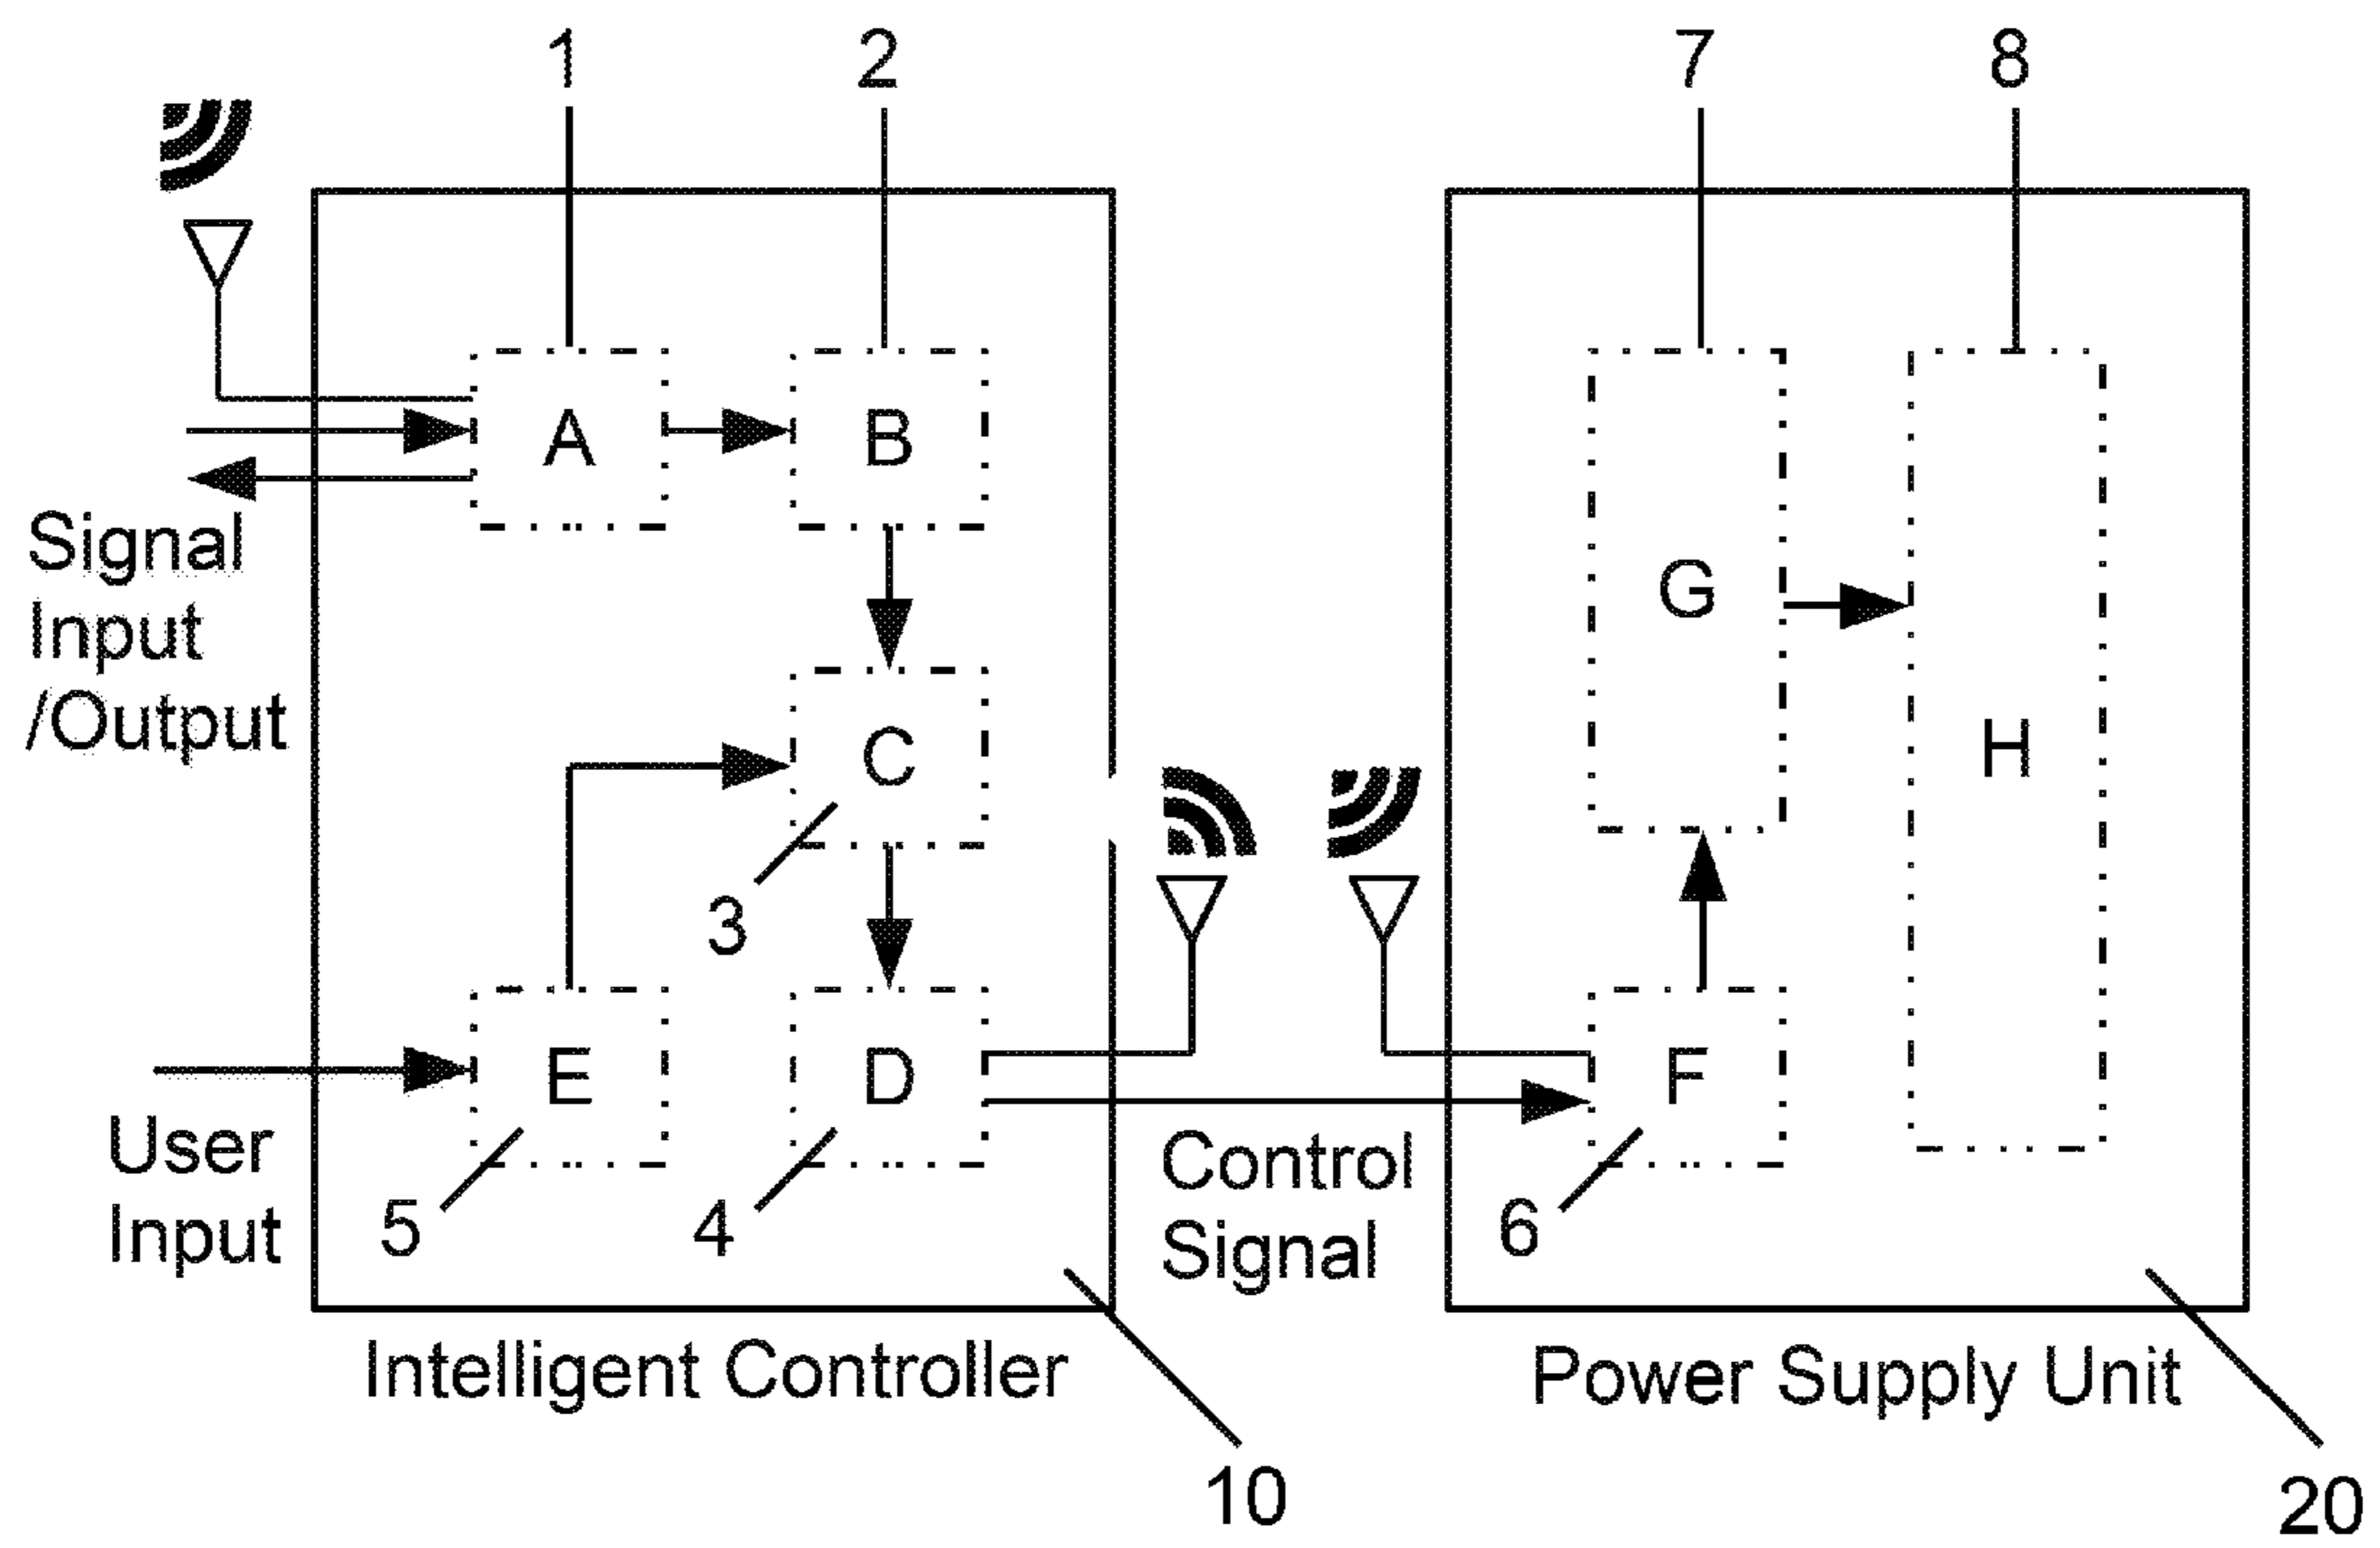 1
2
7
8
A
B
Signal
Input
/Output
G
C
H
3
E
D
F
User
Input
5
4
Control
Signal
6
Intelligent Controller
Power Supply Unit
10
20